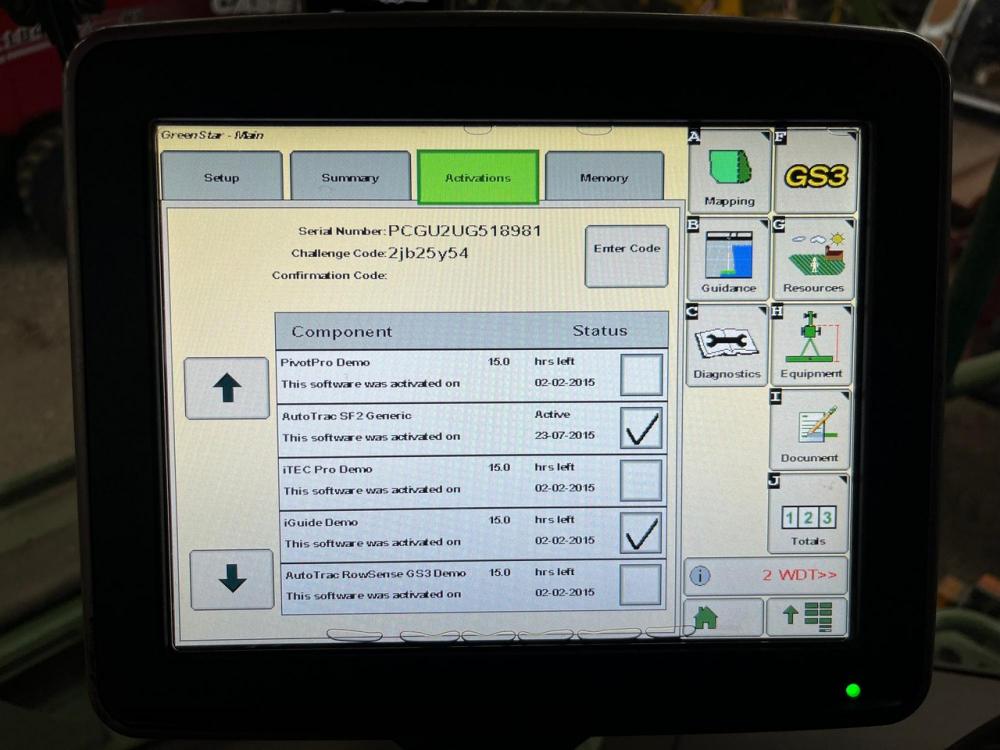 GreenStar - Main
Setup
Summary
Activations
Memory
Serial Number: PCGU2UG518981
Challenge Code: 2jb25y54
Confirmation Code:
Enter Code
Component Status
PivotPro Demo 15.0 hrs left
This software was activated on 02-02-2015
AutoTrac SF2 Generic Active
This software was activated on 23-07-2015
iTEC Pro Demo 15.0 hrs left
This software was activated on 02-02-2015
iGuide Demo 15.0 hrs left
This software was activated on 02-02-2015
AutoTrac RowSense GS3 Demo 15.0 hrs left
This software was activated on 02-02-2015
A
Mapping
F
GS3
B
Guidance
G
Resources
C
Diagnostics
H
Equipment
I
Document
J
1 2 3
Totals
i
2 WDT>>